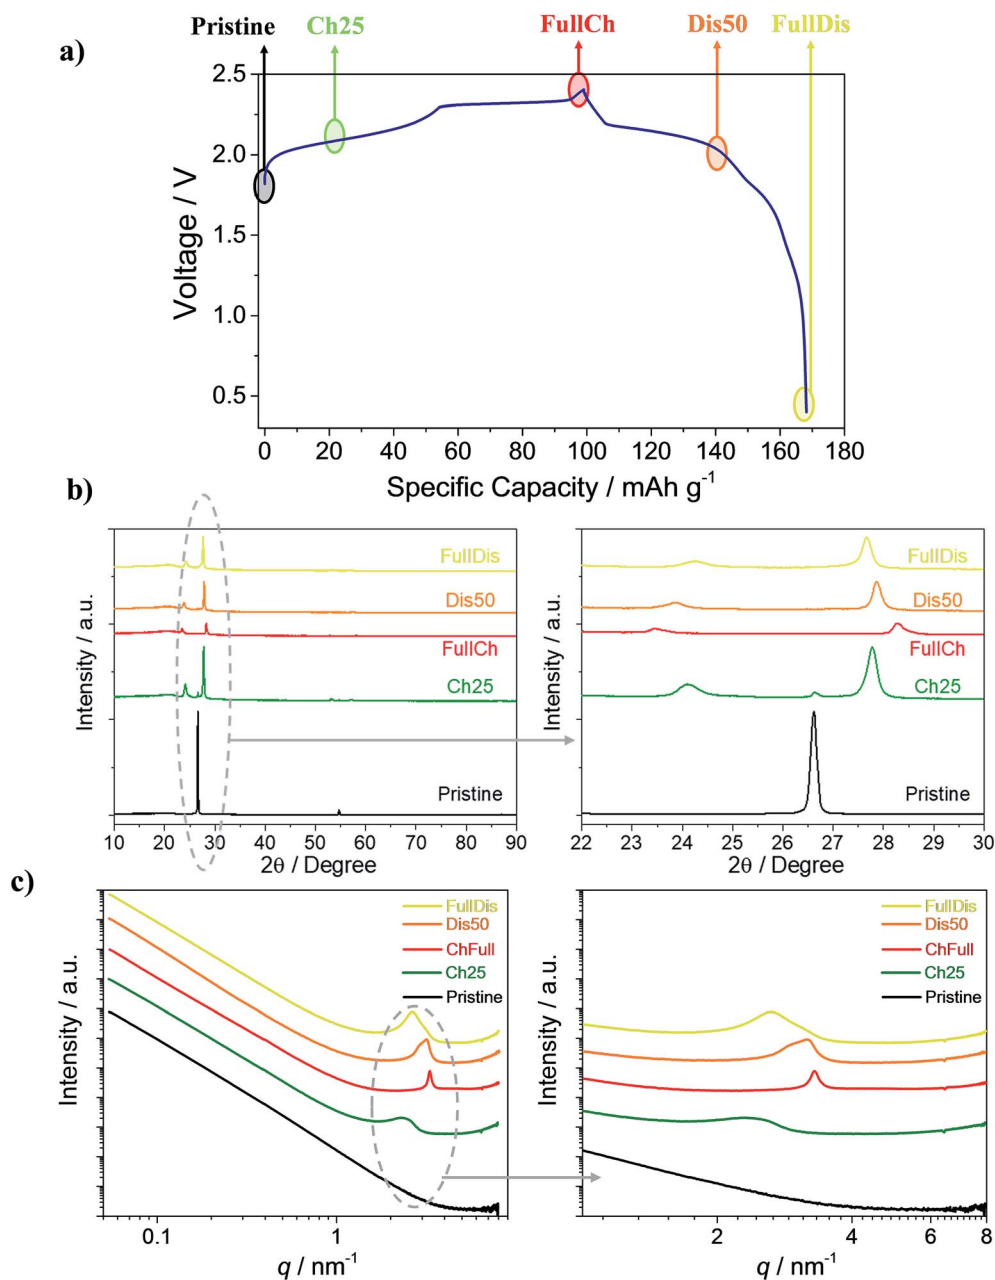 Pristine Ch25 FullCh Dis50 FullDis
a)
2.5
2.0
1.5
1.0
0.5
Voltage / V
0 20 40 60 80 100 120 140 160 180
Specific Capacity / mAh g⁻¹
b)
FullDis
Dis50
FullCh
Ch25
Pristine
Intensity / a.u.
10 20 30 40 50 60 70 80 90
2θ / Degree
FullDis
Dis50
FullCh
Ch25
Pristine
Intensity / a.u.
22 23 24 25 26 27 28 29 30
2θ / Degree
c)
FullDis
Dis50
ChFull
Ch25
Pristine
Intensity / a.u.
0.1 1
q / nm⁻¹
FullDis
Dis50
ChFull
Ch25
Pristine
Intensity / a.u.
2 4 6 8
q / nm⁻¹